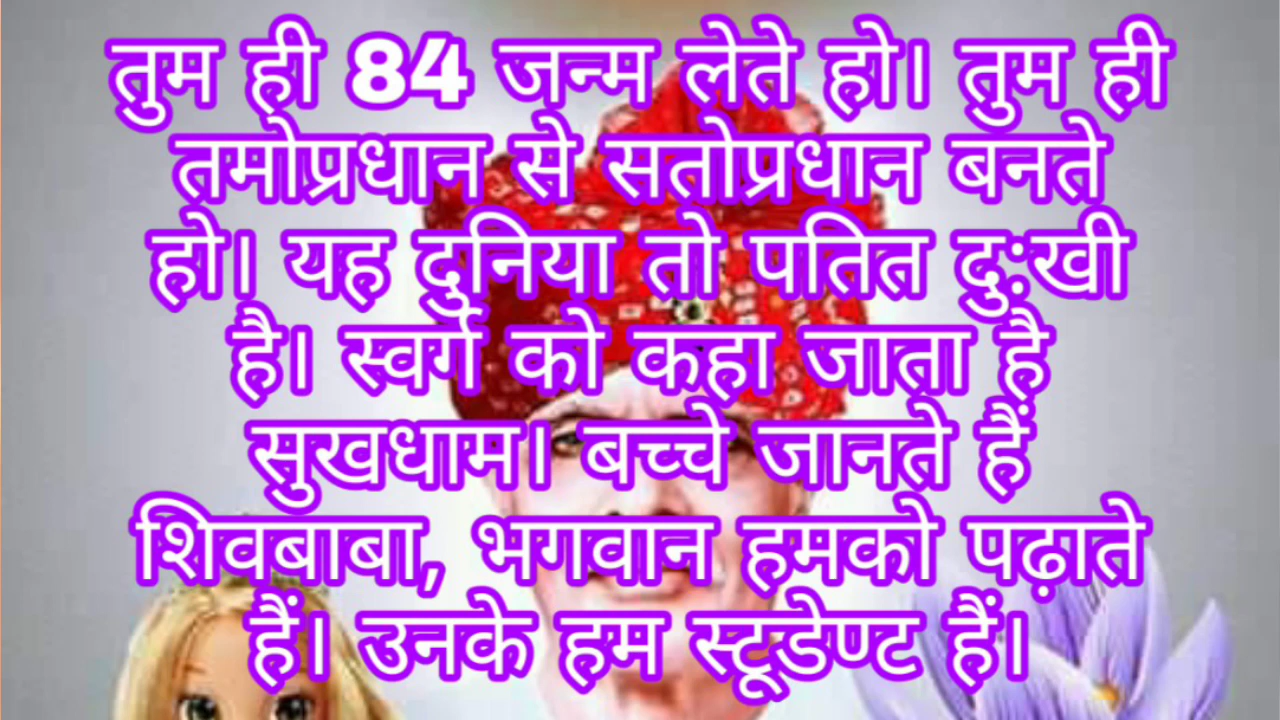 तुम ही 84 जन्म लेते हो। तुम ही
तमोप्रधान से सतोप्रधान बनते
हो। यह दुनिया तो पतित दु:खी
है। स्वर्ग को कहा जाता है
सुखधाम। बच्चे जानते हैं
शिवबाबा, भगवान हमको पढ़ाते
हैं। उनके हम स्टूडेण्ट हैं।